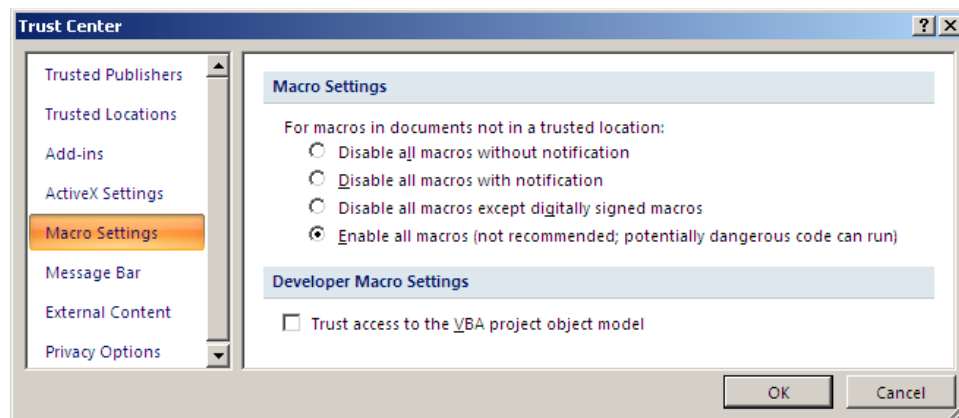 Trust Center
Trusted Publishers
Trusted Locations
Add-ins
ActiveX Settings
Macro Settings
Message Bar
External Content
Privacy Options
Macro Settings
For macros in documents not in a trusted location:
Disable all macros without notification
Disable all macros with notification
Disable all macros except digitally signed macros
Enable all macros (not recommended; potentially dangerous code can run)
Developer Macro Settings
Trust access to the VBA project object model
OK
Cancel